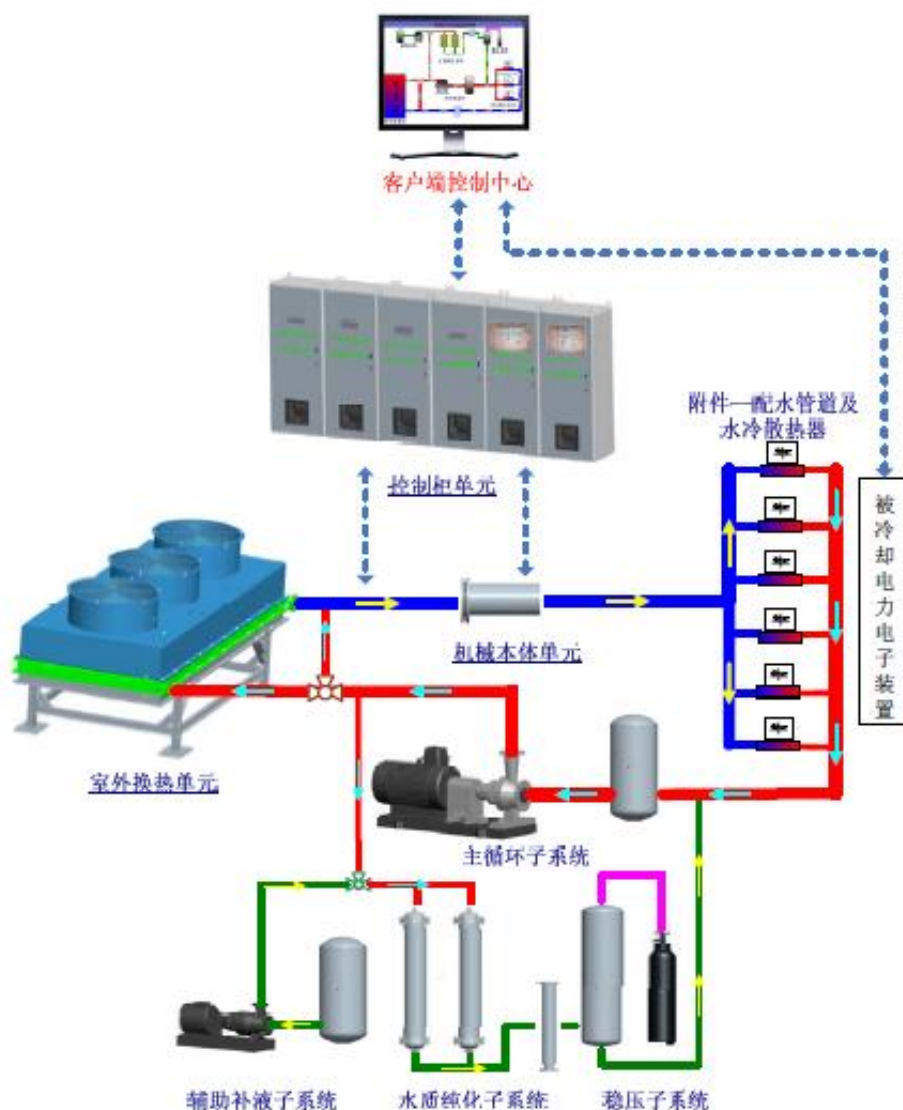 客户端控制中心
附件—配水管道及
水冷散热器
控制柜单元
被冷却电力电子装置
机械本体单元
室外换热单元
主循环子系统
辅助补液子系统
水质纯化子系统
稳压子系统